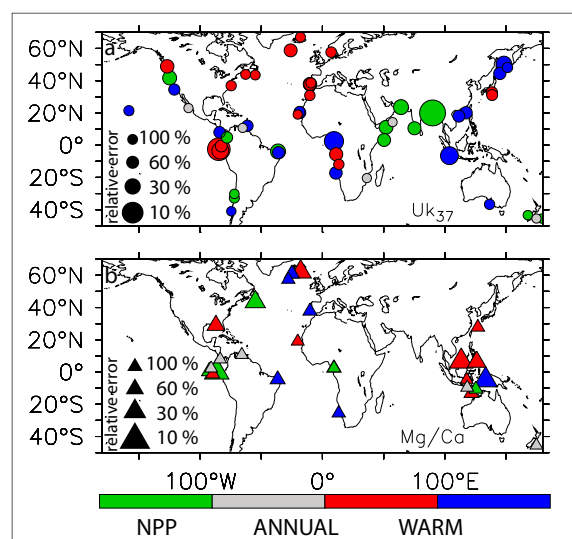 60°N
40°N
20°N
0°
20°S
40°S
a
relative error
100 %
60 %
30 %
10 %
Uk37
60°N
40°N
20°N
0°
20°S
40°S
b
relative error
100 %
60 %
30 %
10 %
Mg/Ca
100°W 0° 100°E
NPP ANNUAL WARM